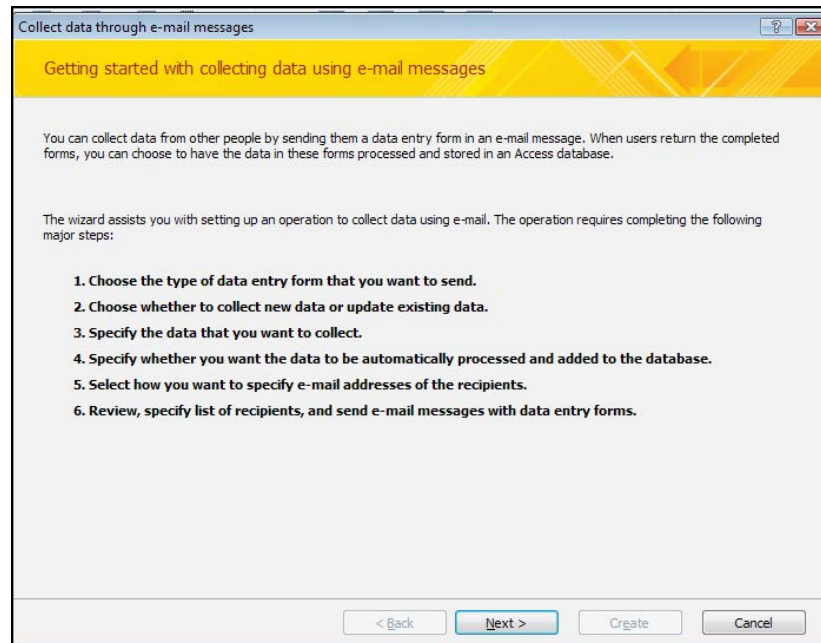 Collect data through e-mail messages
Getting started with collecting data using e-mail messages
You can collect data from other people by sending them a data entry form in an e-mail message. When users return the completed
forms, you can choose to have the data in these forms processed and stored in an Access database.
The wizard assists you with setting up an operation to collect data using e-mail. The operation requires completing the following
major steps:
1. Choose the type of data entry form that you want to send.
2. Choose whether to collect new data or update existing data.
3. Specify the data that you want to collect.
4. Specify whether you want the data to be automatically processed and added to the database.
5. Select how you want to specify e-mail addresses of the recipients.
6. Review, specify list of recipients, and send e-mail messages with data entry forms.
< Back Next > Create Cancel